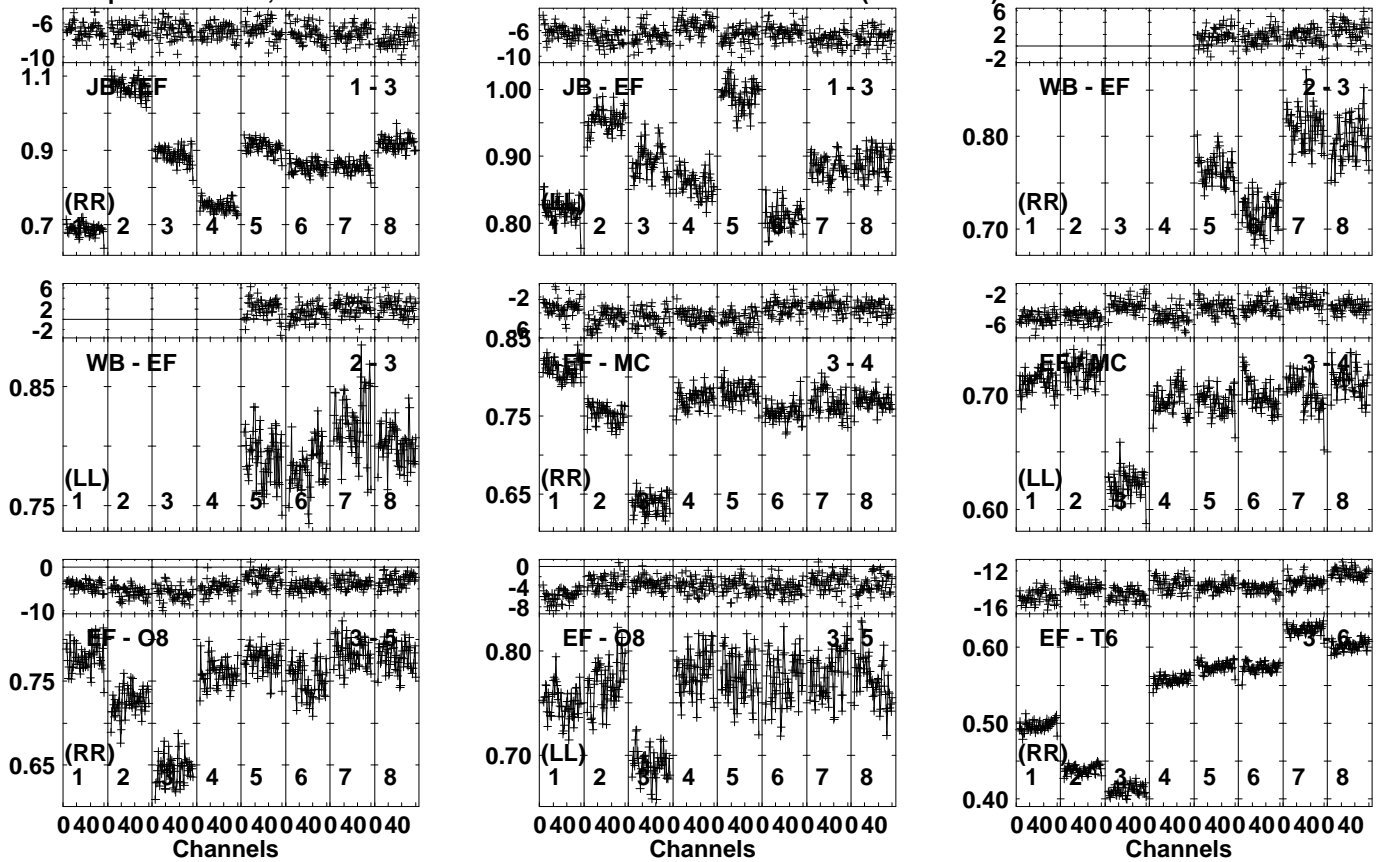 -6
-10
1.1
0.9
0.7
JB - EF 1 - 3
(RR)
1 2 3 4 5 6 7 8
-6
-10
1.00
0.90
0.80
JB - EF 1 - 3
(LL)
1 2 3 4 5 6 7 8
6
2
-2
0.80
0.70
WB - EF 2 - 3
(RR)
1 2 3 4 5 6 7 8
6
2
-2
0.85
0.75
WB - EF 2 - 3
(LL)
1 2 3 4 5 6 7 8
-2
-6
0.85
0.75
0.65
EF - MC 3 - 4
(RR)
1 2 3 4 5 6 7 8
-2
-6
0.70
0.60
EF - MC 3 - 4
(LL)
1 2 3 4 5 6 7 8
0
-10
0.75
0.65
EF - O8 3 - 5
(RR)
1 2 3 4 5 6 7 8
0 40 0 40 0 40 0 40 0 40 0 40 0 40 0 40
Channels
0
-4
-8
0.80
0.70
EF - O8 3 - 5
(LL)
1 2 3 4 5 6 7 8
0 40 0 40 0 40 0 40 0 40 0 40 0 40 0 40
Channels
-12
-16
0.60
0.50
0.40
EF - T6 3 - 6
(RR)
1 2 3 4 5 6 7 8
0 40 0 40 0 40 0 40 0 40 0 40 0 40 0 40
Channels